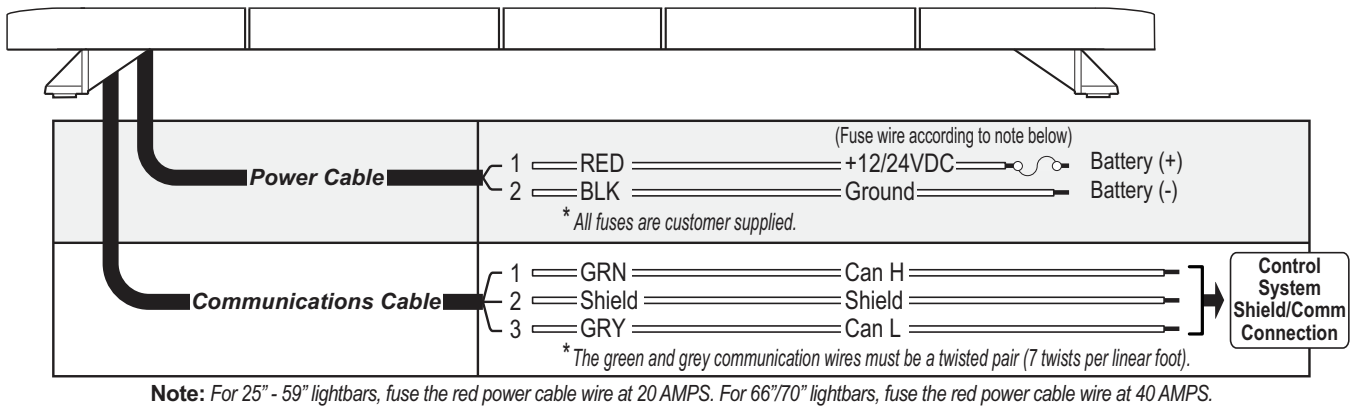 (Fuse wire according to note below)
Power Cable 1 RED +12/24VDC Battery (+)
2 BLK Ground Battery (-)
* All fuses are customer supplied.
Communications Cable 1 GRN Can H
2 Shield Shield
3 GRY Can L
Control
System
Shield/Comm
Connection
* The green and grey communication wires must be a twisted pair (7 twists per linear foot).
Note: For 25" - 59" lightbars, fuse the red power cable wire at 20 AMPS. For 66"/70" lightbars, fuse the red power cable wire at 40 AMPS.